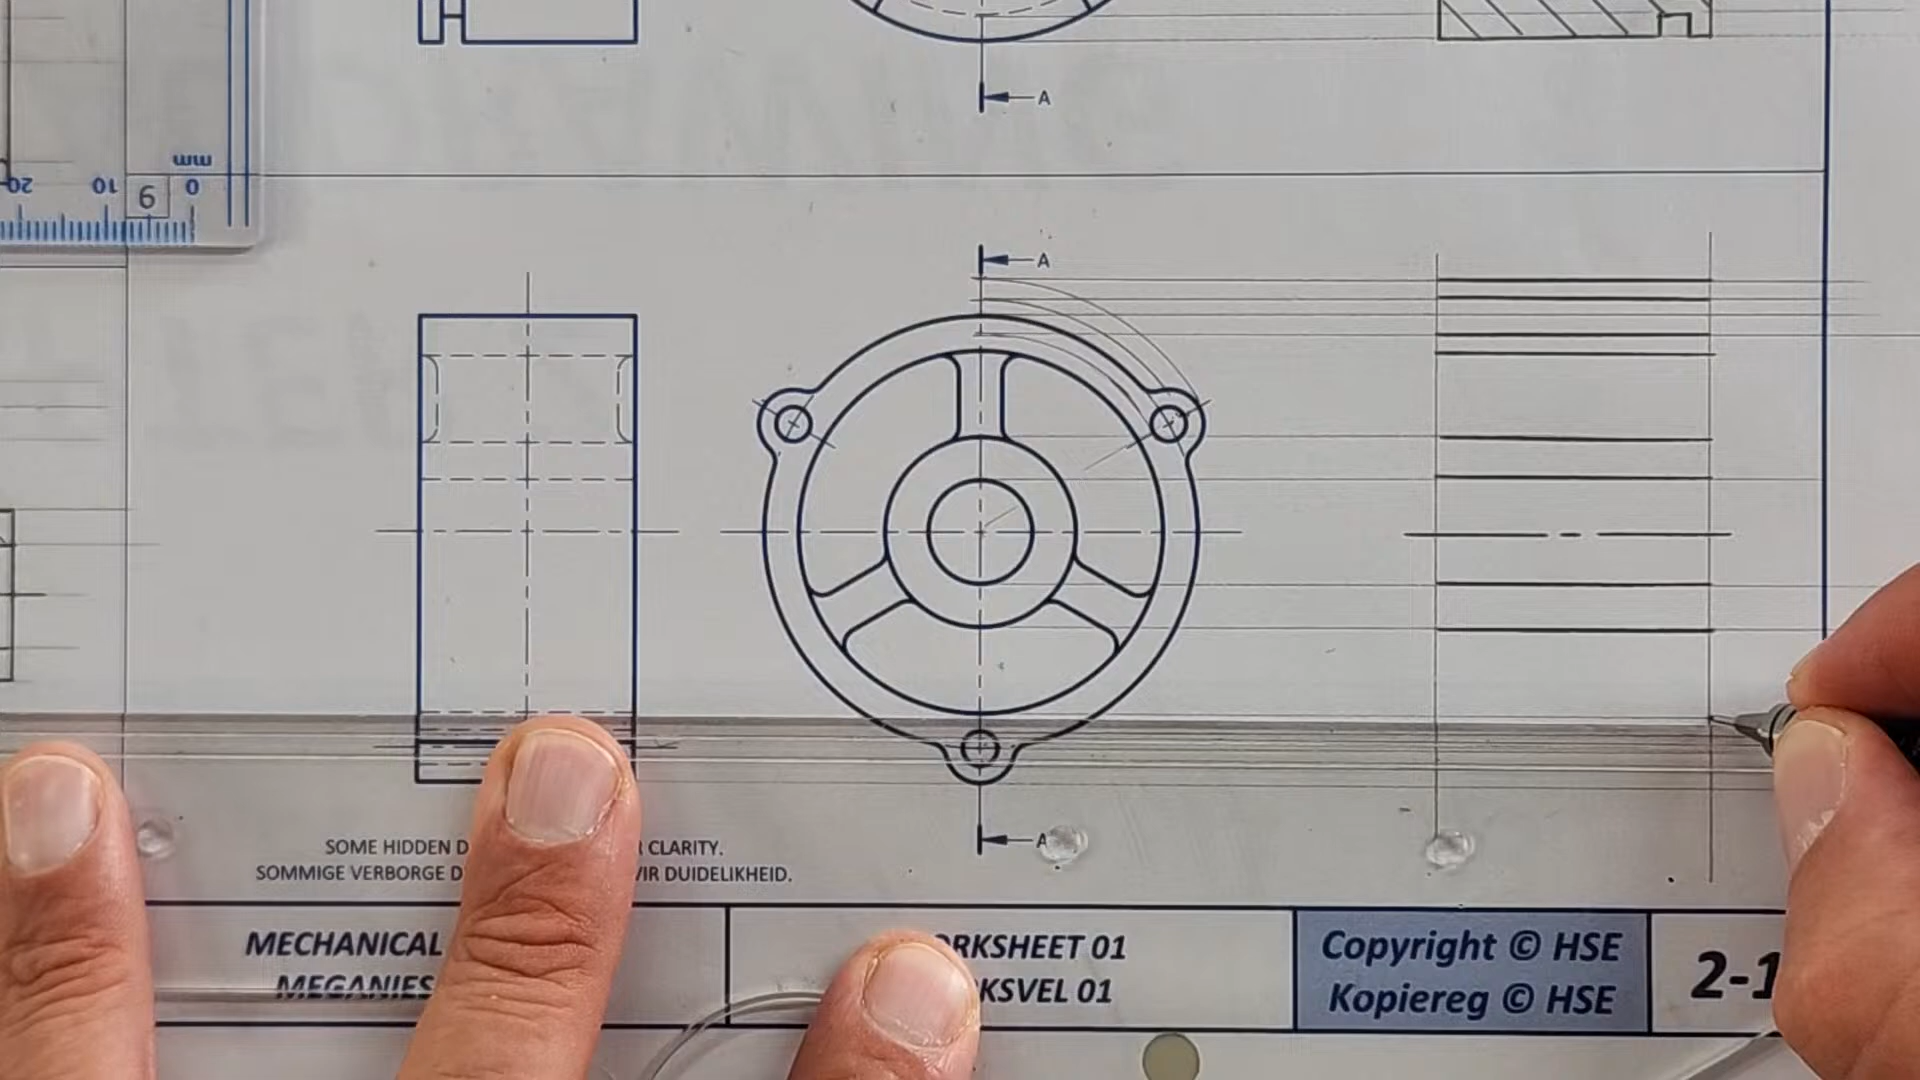 A
mm
20 10 0
6
A
A
SOME HIDDEN D CLARITY.
SOMMIGE VERBORGE D VIR DUIDELIKHEID.
MECHANICAL
MEGANIES
ORKSHEET 01
KSVEL 01
Copyright © HSE
Kopiereg © HSE
2-1